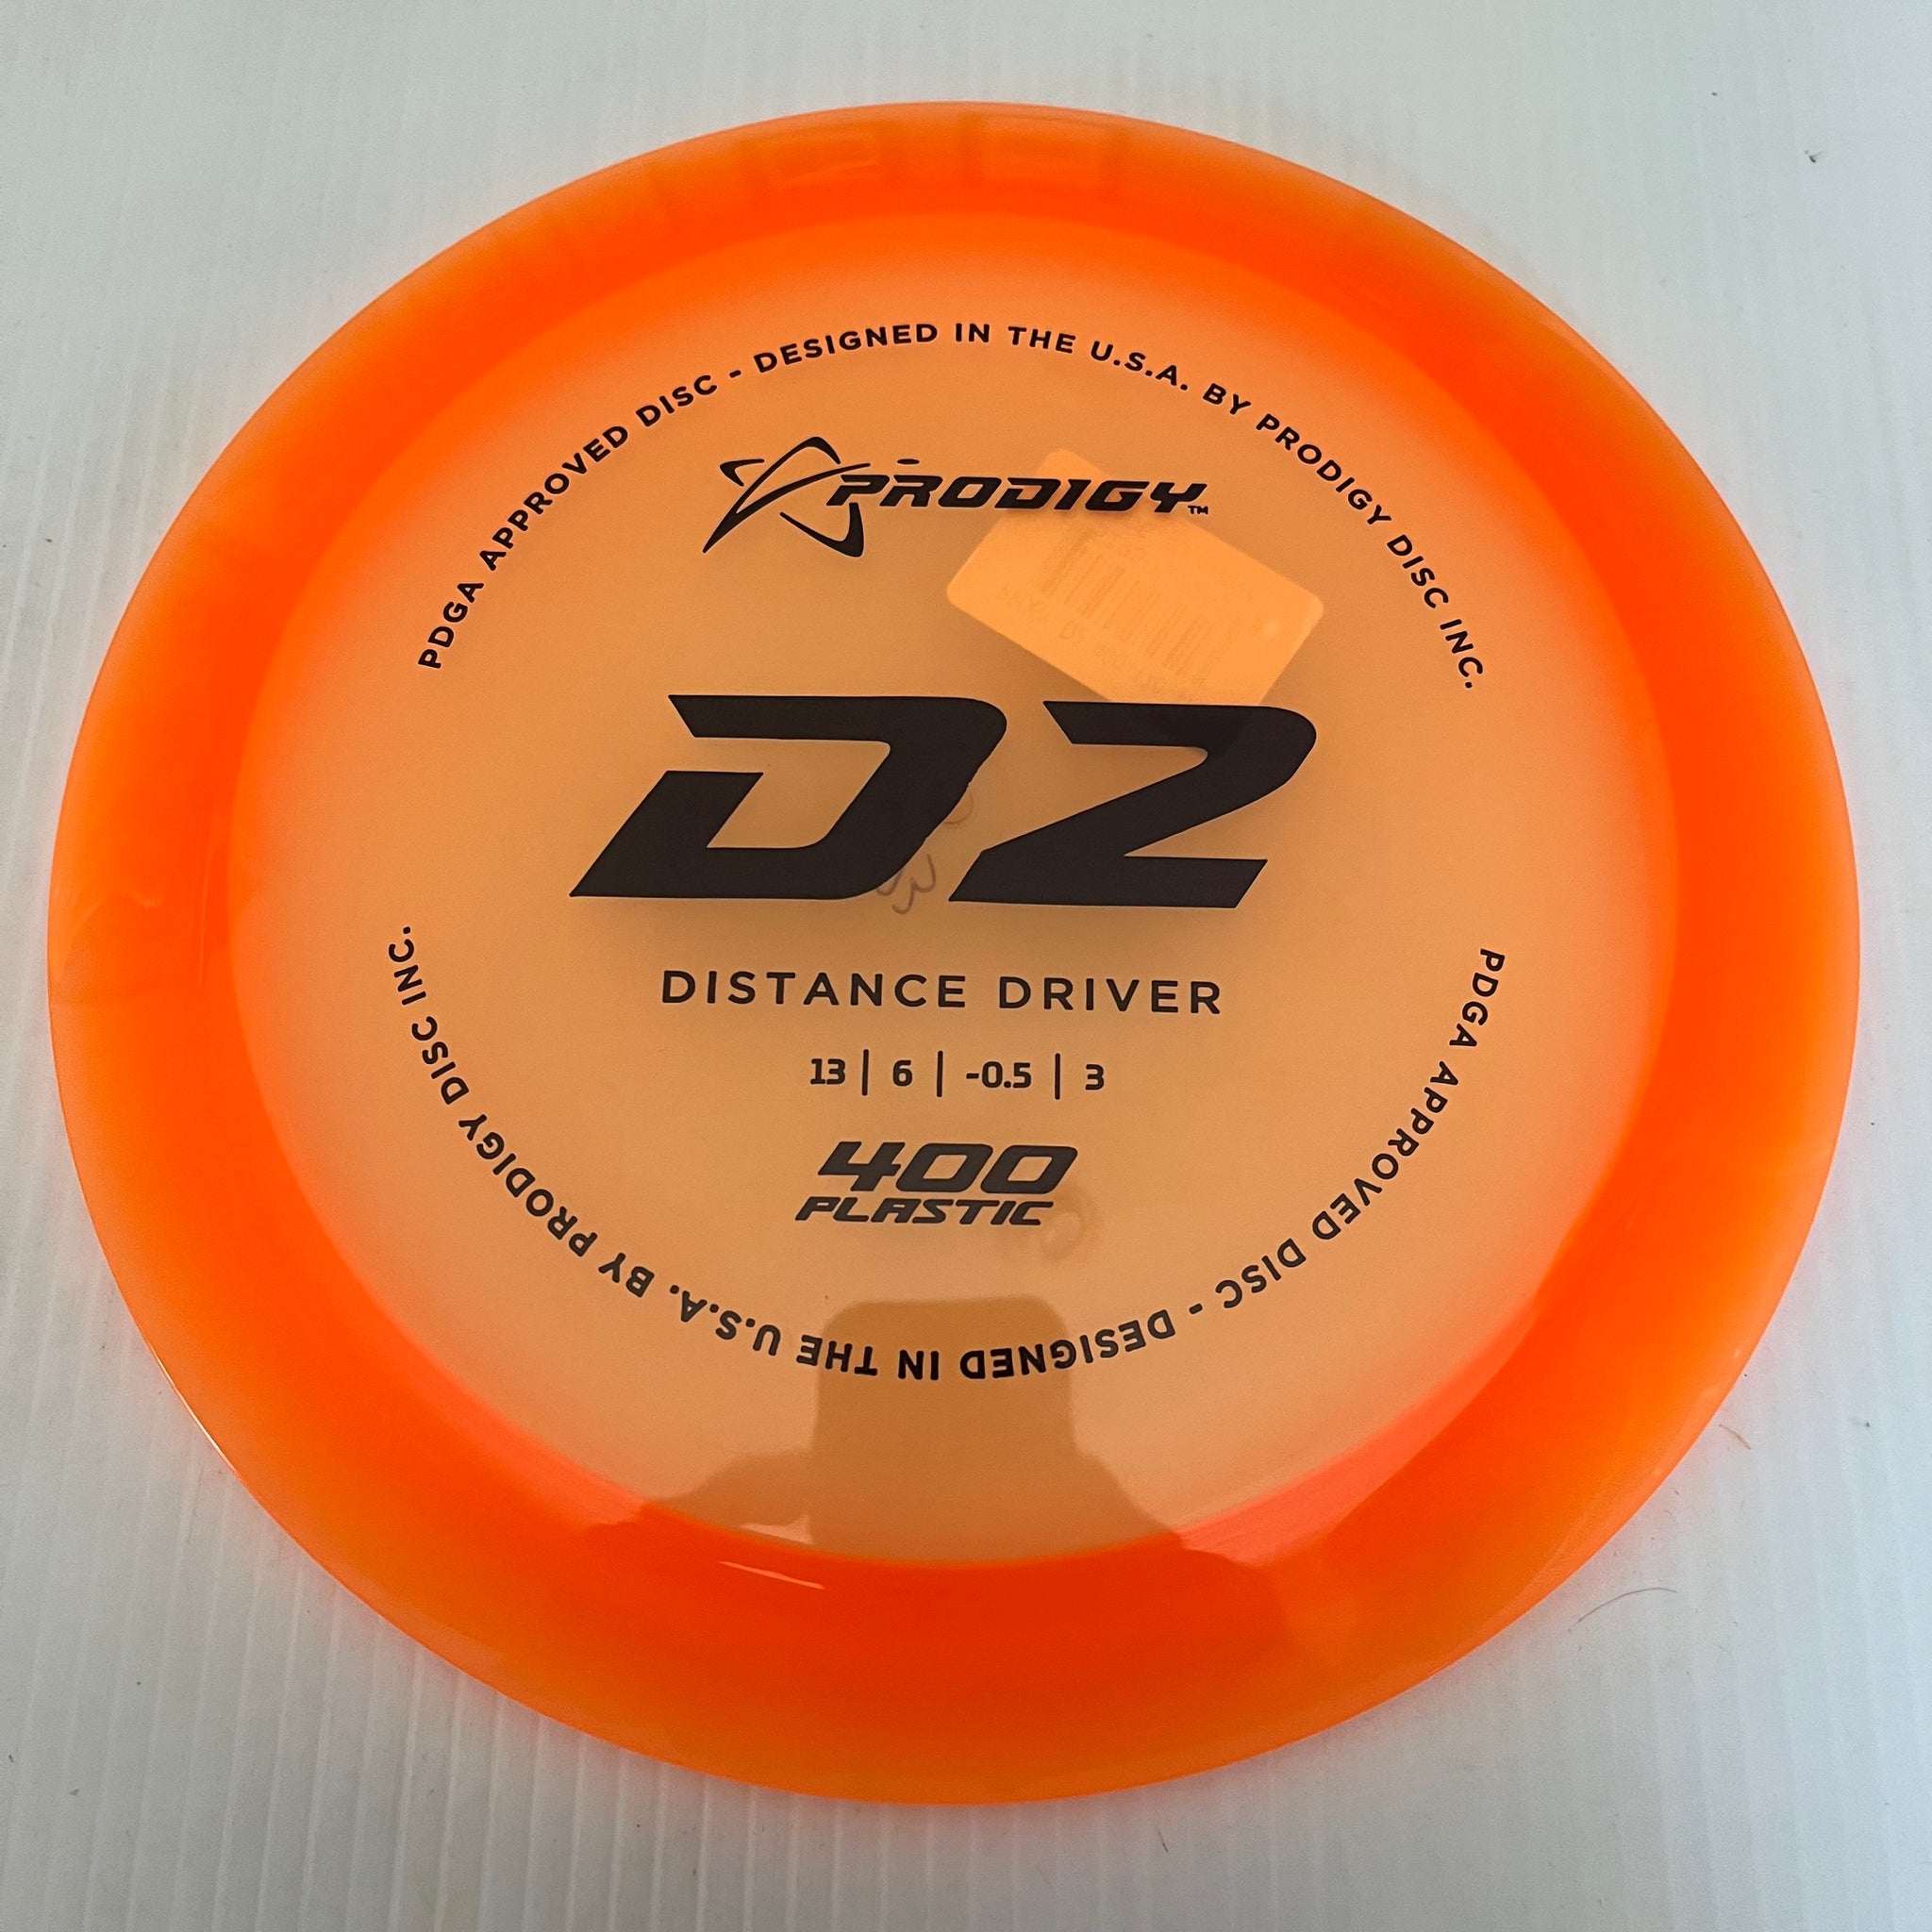 PDGA APPROVED DISC - DESIGNED IN THE U.S.A. BY PRODIGY DISC INC.
PRODIGY™
D2
DISTANCE DRIVER
13 | 6 | -0.5 | 3
400
PLASTIC
PDGA APPROVED DISC - DESIGNED IN THE U.S.A. BY PRODIGY DISC INC.